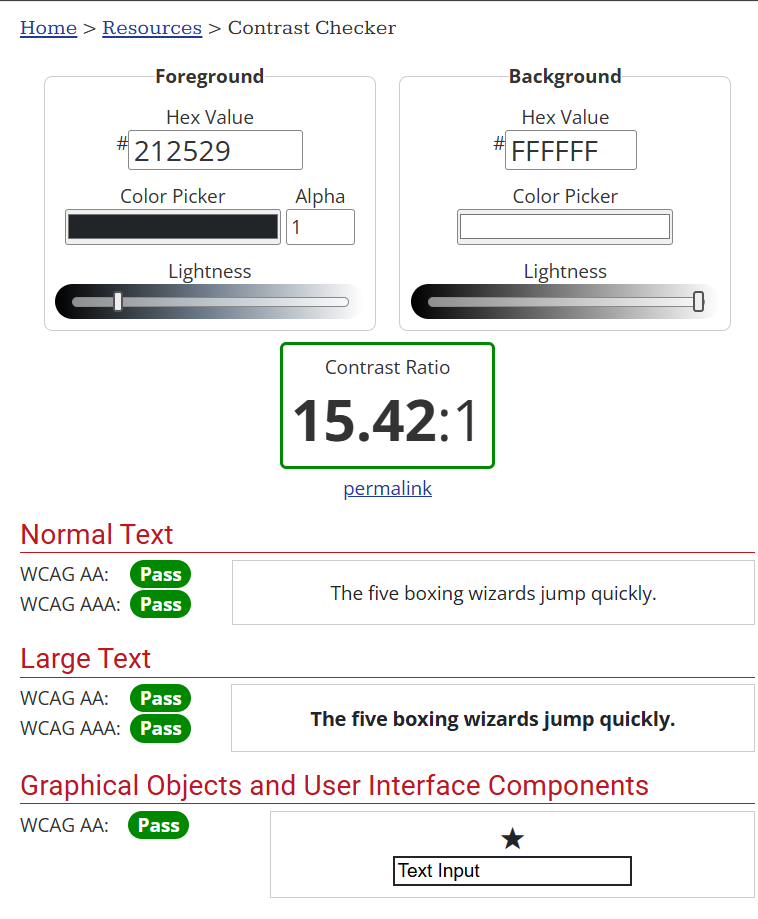 Home > Resources > Contrast Checker
Foreground
Hex Value
#212529
Color Picker
Alpha
1
Lightness
Background
Hex Value
#FFFFFF
Color Picker
Lightness
Contrast Ratio
15.42:1
permalink
Normal Text
WCAG AA: Pass
WCAG AAA: Pass
The five boxing wizards jump quickly.
Large Text
WCAG AA: Pass
WCAG AAA: Pass
The five boxing wizards jump quickly.
Graphical Objects and User Interface Components
WCAG AA: Pass
Text Input